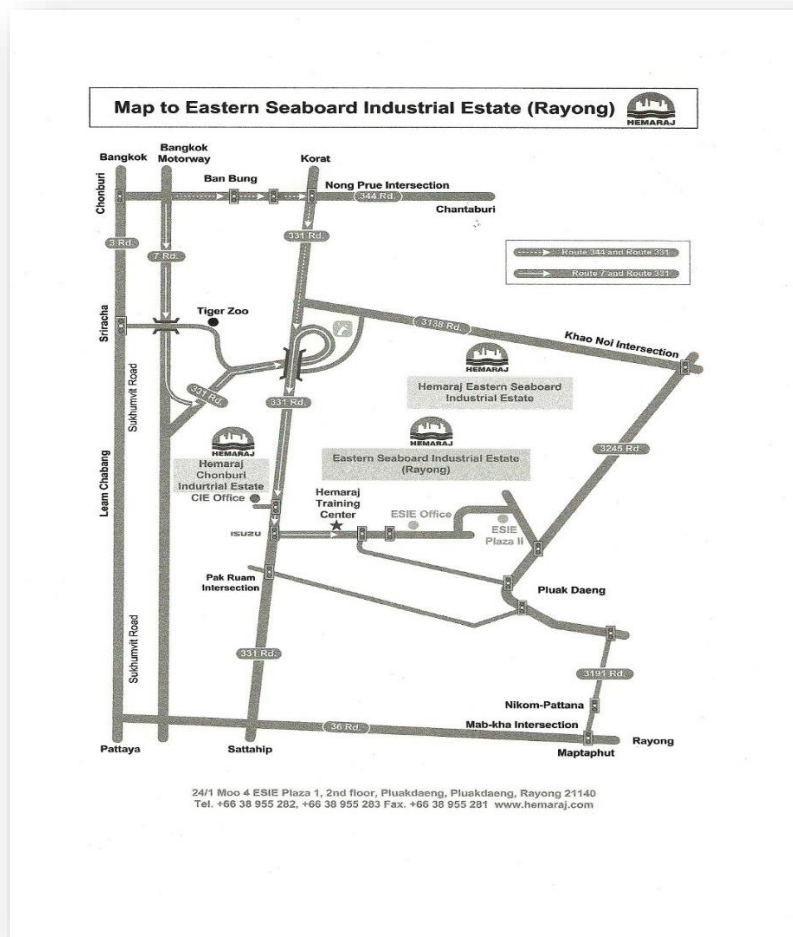 Map to Eastern Seaboard Industrial Estate (Rayong)
HEMARAJ
Bangkok
Bangkok
Motorway
Korat
Chonburi
Ban Bung
Nong Prue Intersection
344 Rd.
Chantaburi
3 Rd.
7 Rd.
331 Rd.
Route 344 and Route 331
Route 7 and Route 331
Sriracha
Tiger Zoo
3138 Rd.
Khao Noi Intersection
HEMARAJ
Hemaraj Eastern Seaboard
Industrial Estate
Sukhumvit Road
331 Rd.
331 Rd.
3245 Rd.
HEMARAJ
Hemaraj
Chonburi
Indurtrial Estate
CIE Office
HEMARAJ
Eastern Seaboard Industrial Estate
(Rayong)
Leam Chabang
Hemaraj
Training
Center
ESIE Office
ESIE
Plaza II
ISUZU
Pak Ruam
Intersection
Pluak Daeng
Sukhumvit Road
331 Rd.
3191 Rd.
Nikom-Pattana
Mab-kha Intersection
36 Rd.
Pattaya
Sattahip
Maptaphut
Rayong
24/1 Moo 4 ESIE Plaza 1, 2nd floor, Pluakdaeng, Pluakdaeng, Rayong 21140
Tel. +66 38 955 282, +66 38 955 283 Fax. +66 38 955 281 www.hemaraj.com